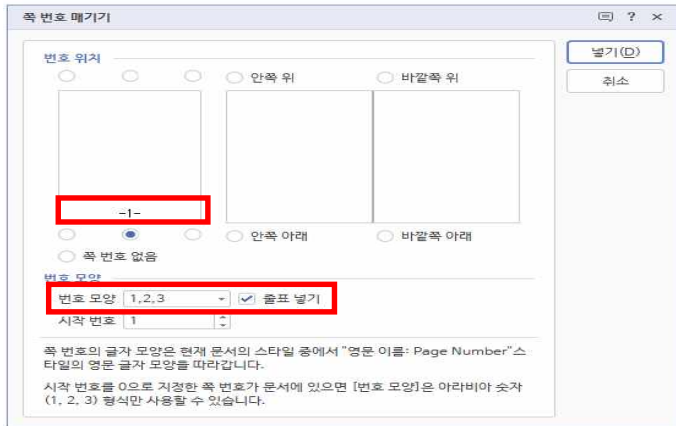 쪽 번호 매기기
? ×
넣기(D)
취소
번호 위치
안쪽 위
바깥쪽 위
-1-
안쪽 아래
바깥쪽 아래
쪽 번호 없음
번호 모양
번호 모양 1,2,3 줄표 넣기
시작 번호 1
쪽 번호의 글자 모양은 현재 문서의 스타일 중에서 "영문 이름: Page Number"스
타일의 영문 글자 모양을 따라갑니다.
시작 번호를 0으로 지정한 쪽 번호가 문서에 있으면 [번호 모양]은 아라비아 숫자
(1, 2, 3) 형식만 사용할 수 있습니다.